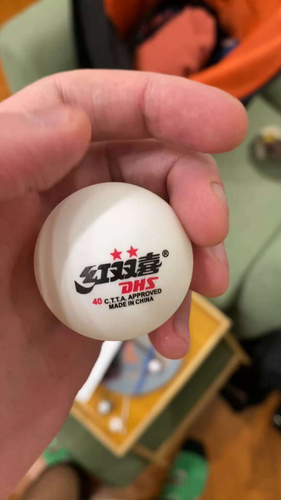 ★★
红双喜®
DHS
40 C.T.T.A. APPROVED
MADE IN CHINA